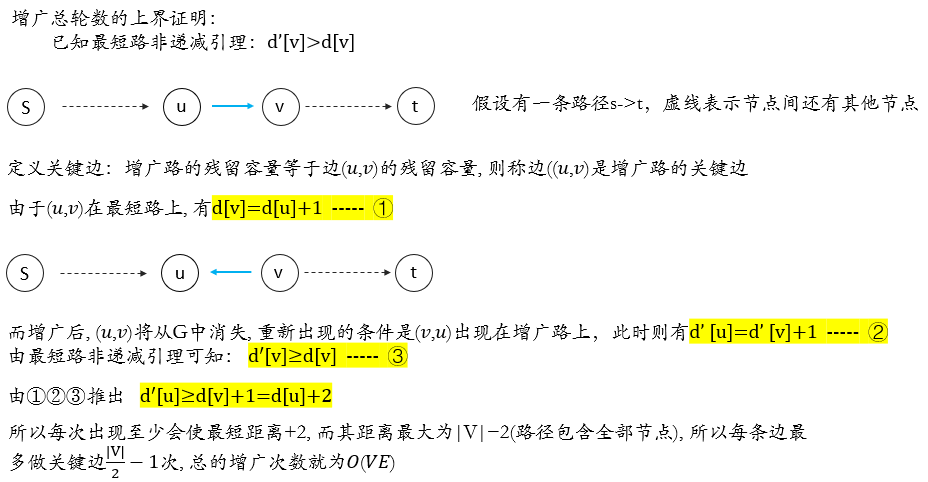 增广总轮数的上界证明:
已知最短路非递减引理: d'[v]>d[v]
S u v t 假设有一条路径s->t, 虚线表示节点间还有其他节点
定义关键边: 增广路的残留容量等于边(u,v)的残留容量, 则称边((u,v)是增广路的关键边
由于(u,v)在最短路上, 有d[v]=d[u]+1 ----- ①
S u v t
而增广后, (u,v)将从G中消失, 重新出现的条件是(v,u)出现在增广路上, 此时则有d' [u]=d' [v]+1 ----- ②
由最短路非递减引理可知: d'[v]≥d[v] ----- ③
由①②③推出 d'[u]≥d[v]+1=d[u]+2
所以每次出现至少会使最短距离+2, 而其距离最大为|V|−2(路径包含全部节点), 所以每条边最
多做关键边|V|/2−1次, 总的增广次数就为O(VE)